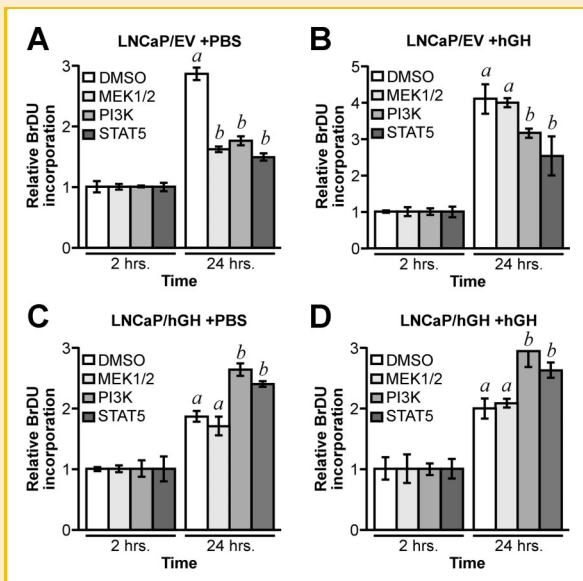 A
LNCaP/EV +PBS
Relative BrDU
incorporation
3
2
1
0
DMSO
MEK1/2
PI3K
STAT5
a
b
b
b
2 hrs.
24 hrs.
Time
B
LNCaP/EV +hGH
Relative BrDU
incorporation
5
4
3
2
1
0
DMSO
MEK1/2
PI3K
STAT5
a
a
b
b
2 hrs.
24 hrs.
Time
C
LNCaP/hGH +PBS
Relative BrDU
incorporation
3
2
1
0
DMSO
MEK1/2
PI3K
STAT5
a
a
b
b
2 hrs.
24 hrs.
Time
D
LNCaP/hGH +hGH
Relative BrDU
incorporation
3
2
1
0
DMSO
MEK1/2
PI3K
STAT5
a
a
b
b
2 hrs.
24 hrs.
Time